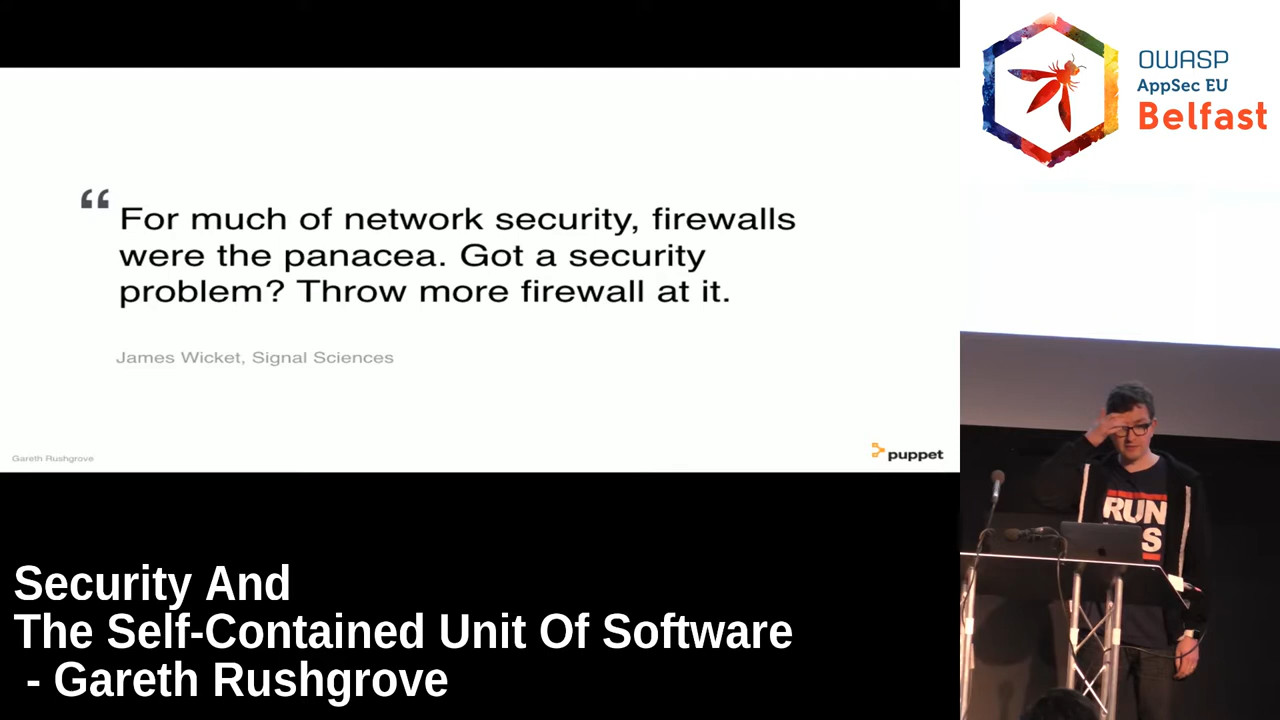 “
For much of network security, firewalls
were the panacea. Got a security
problem? Throw more firewall at it.
James Wicket, Signal Sciences
Gareth Rushgrove
puppet
OWASP
AppSec EU
Belfast
RUN
S
Security And
The Self-Contained Unit Of Software
- Gareth Rushgrove